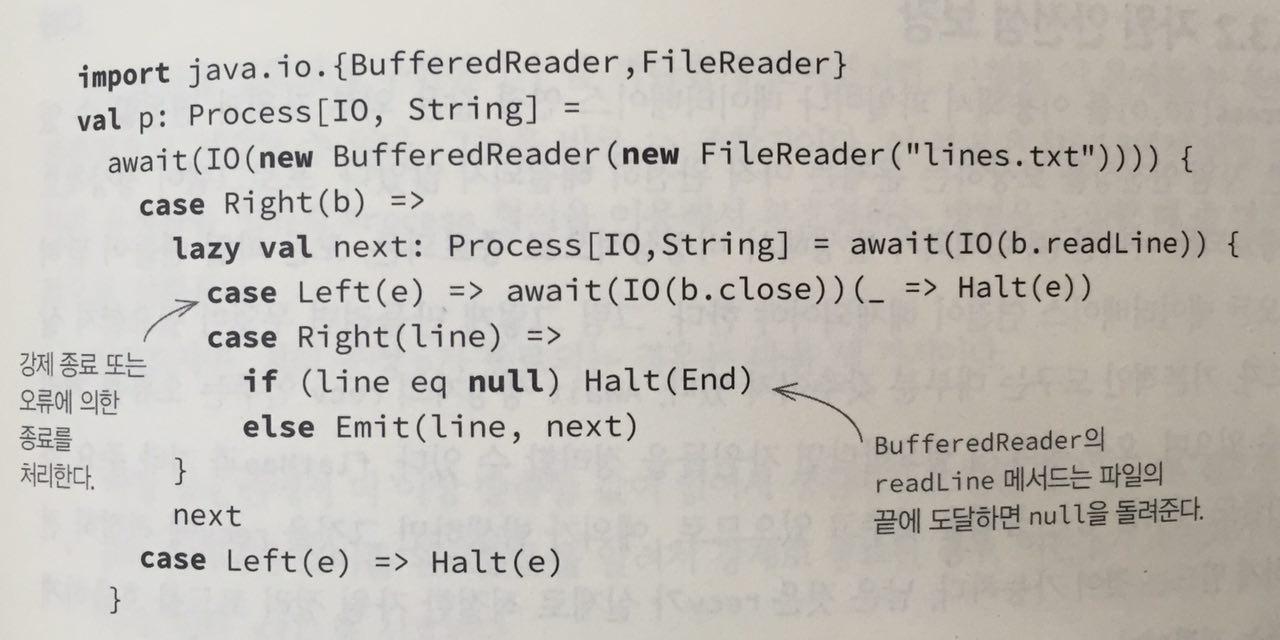 import java.io.{BufferedReader,FileReader}
val p: Process[IO, String] =
await(IO(new BufferedReader(new FileReader("lines.txt")))) {
case Right(b) =>
lazy val next: Process[IO,String] = await(IO(b.readLine)) {
case Left(e) => await(IO(b.close))(_ => Halt(e))
case Right(line) =>
if (line eq null) Halt(End)
else Emit(line, next)
}
next
case Left(e) => Halt(e)
}
강제 종료 또는
오류에 의한
종료를
처리한다.
BufferedReader의
readLine 메서드는 파일의
끝에 도달하면 null을 돌려준다.